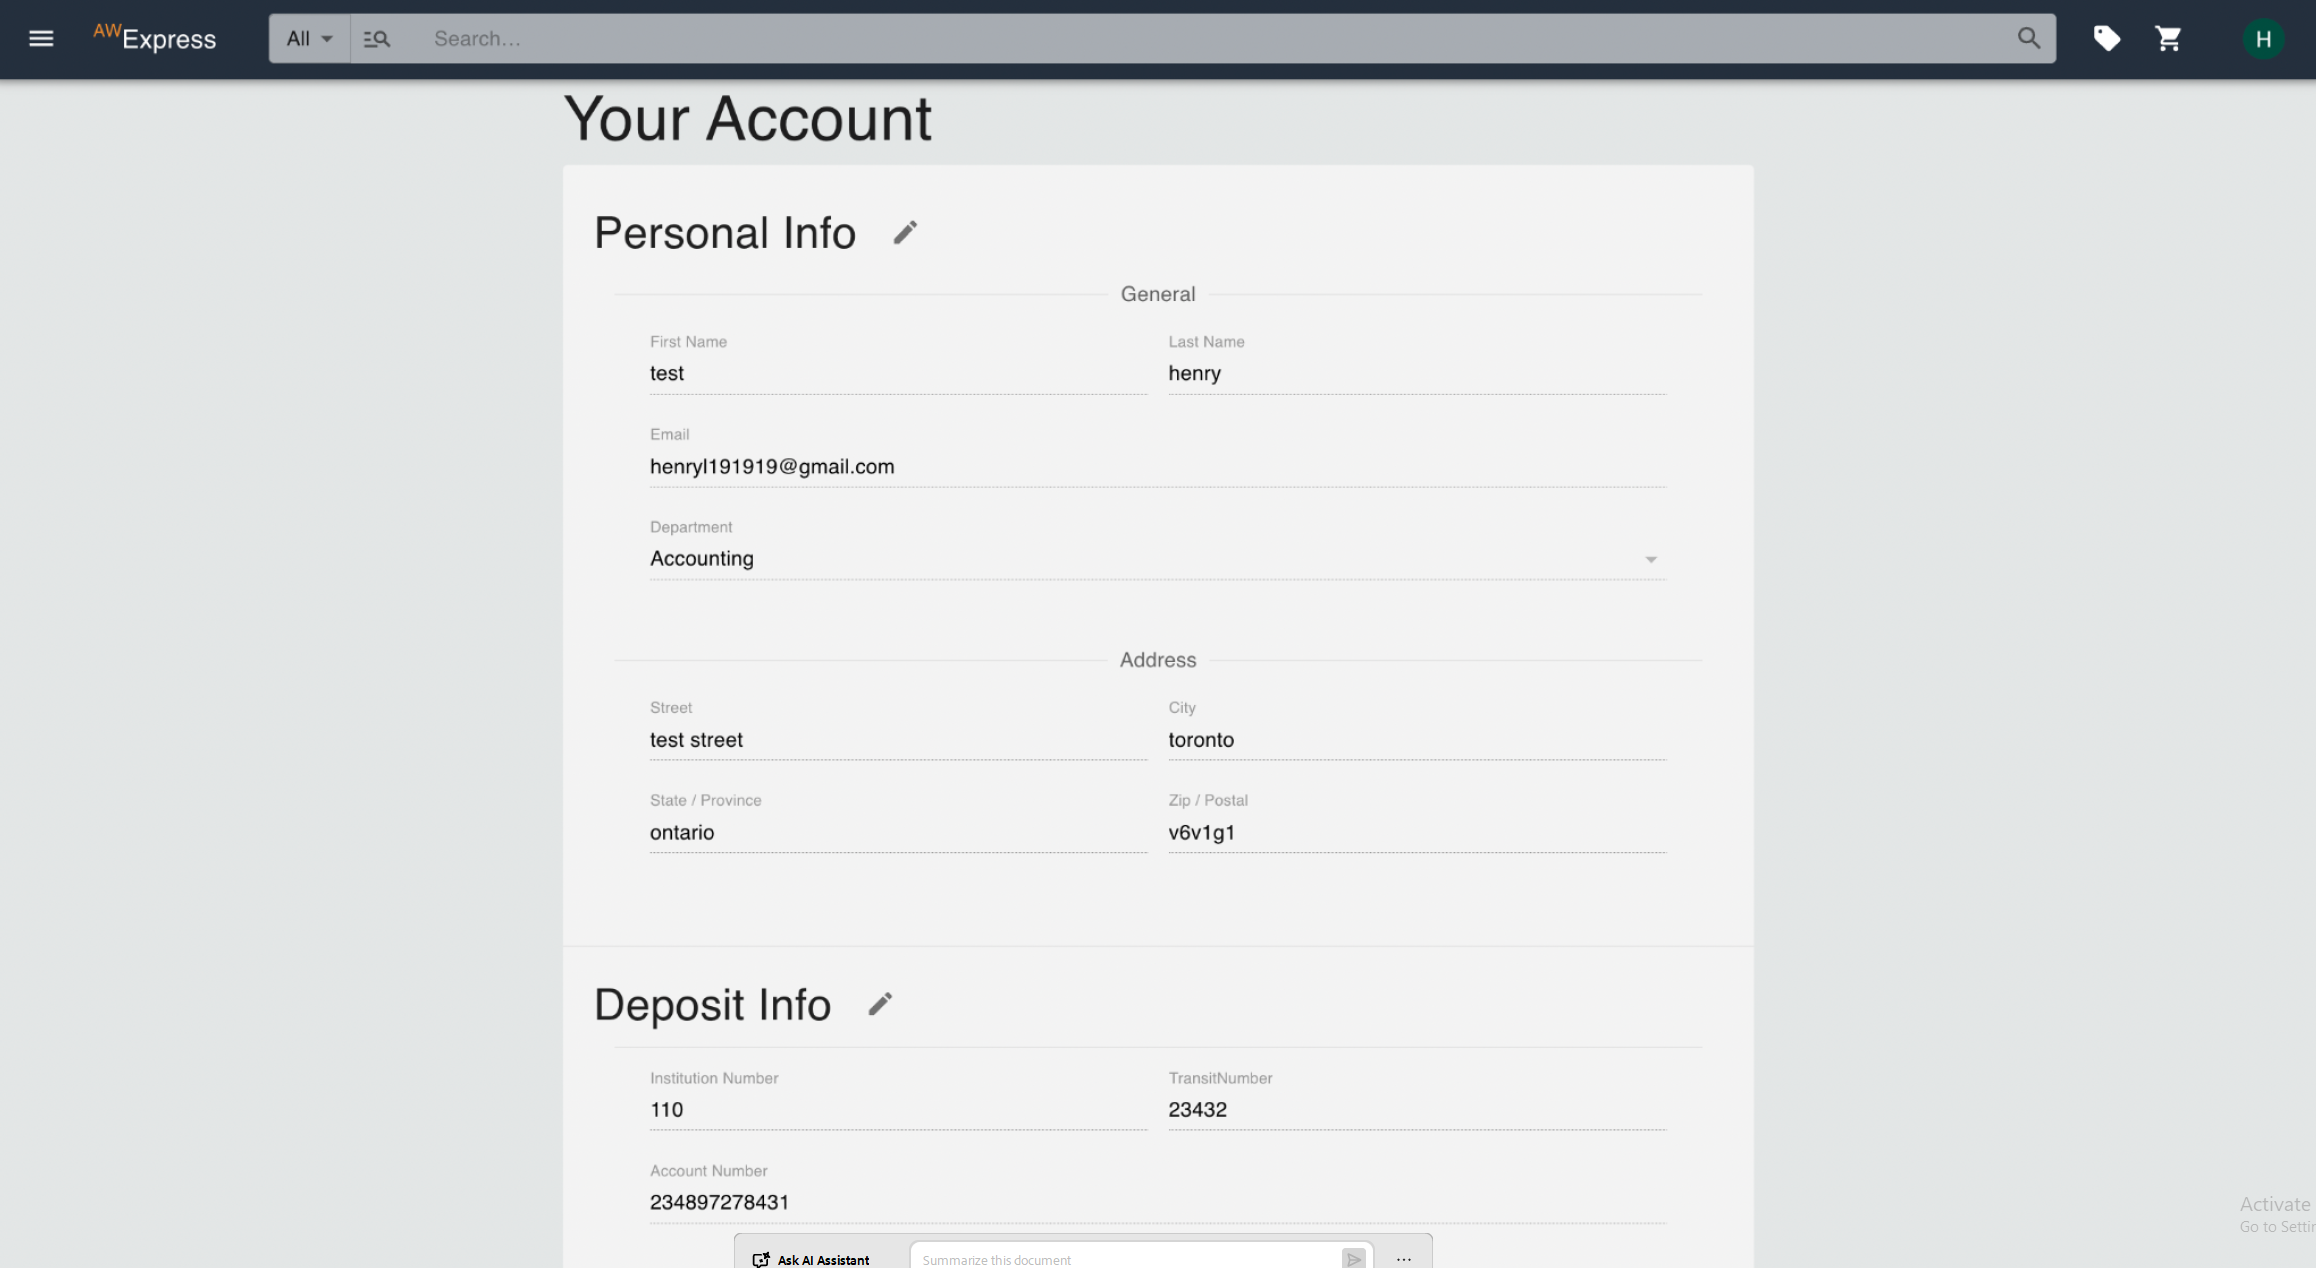 AWExpress All Search... H
Your Account
Personal Info
General
First Name Last Name
test henry
Email
henryl191919@gmail.com
Department
Accounting
Address
Street City
test street toronto
State / Province Zip / Postal
ontario v6v1g1
Deposit Info
Institution Number TransitNumber
110 23432
Account Number
234897278431
Activate
Go to Settin
Ask AI Assistant Summarize this document ...